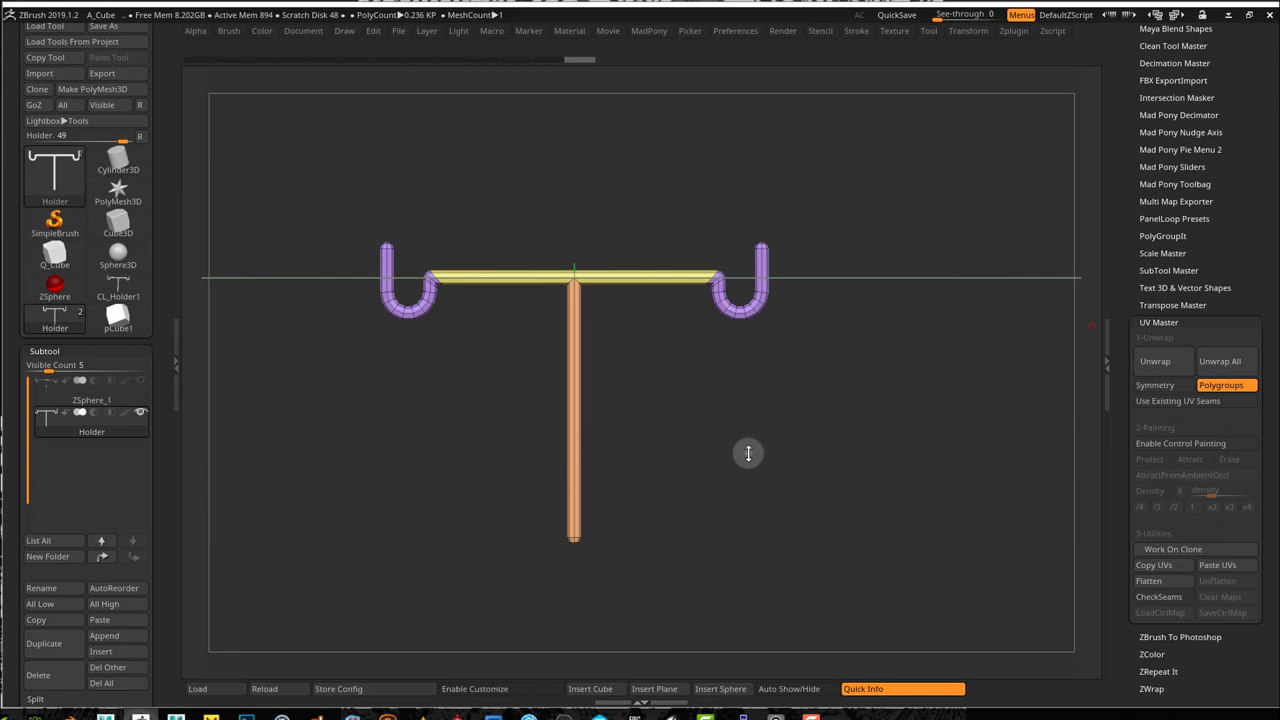 ZBrush 2019.1.2 A_Cube .. • Free Mem 8.202GB • Active Mem 894 • Scratch Disk 48 • PolyCount▶0.236 KP • MeshCount▶1
AC QuickSave See-through 0 Menus DefaultZScript
Alpha Brush Color Document Draw Edit File Layer Light Macro Marker Material Movie MadPony Picker Preferences Render Stencil Stroke Texture Tool Transform Zplugin Zscript
Load Tool Save As
Load Tools From Project
Copy Tool Paste Tool
Import Export
Clone Make PolyMesh3D
GoZ All Visible R
Lightbox▶Tools
Holder. 49 R
Holder
Cylinder3D
PolyMesh3D
SimpleBrush Cube3D
Q_Cube Sphere3D
ZSphere CL_Holder1
2
Holder pCube1
Subtool
Visible Count 5
ZSphere_1
Holder
List All
New Folder
Rename AutoReorder
All Low All High
Copy Paste
Duplicate Append
Insert
Delete Del Other
Del All
Split
Load Reload Store Config Enable Customize Insert Cube Insert Plane Insert Sphere Auto Show/Hide Quick Info
Maya Blend Shapes
Clean Tool Master
Decimation Master
FBX ExportImport
Intersection Masker
Mad Pony Decimator
Mad Pony Nudge Axis
Mad Pony Pie Menu 2
Mad Pony Sliders
Mad Pony Toolbag
Multi Map Exporter
PanelLoop Presets
PolyGroupIt
Scale Master
SubTool Master
Text 3D & Vector Shapes
Transpose Master
UV Master
1-Unwrap
Unwrap Unwrap All
Symmetry Polygroups
Use Existing UV Seams
2-Painting
Enable Control Painting
Protect Attract Erase
AttractFromAmbientOccl
Density X density
/4 /3 /2 1 x2 x3 x4
3-Utilities
Work On Clone
Copy UVs Paste UVs
Flatten UnFlatten
CheckSeams Clear Maps
LoadCtrlMap SaveCtrlMap
ZBrush To Photoshop
ZColor
ZRepeat It
ZWrap